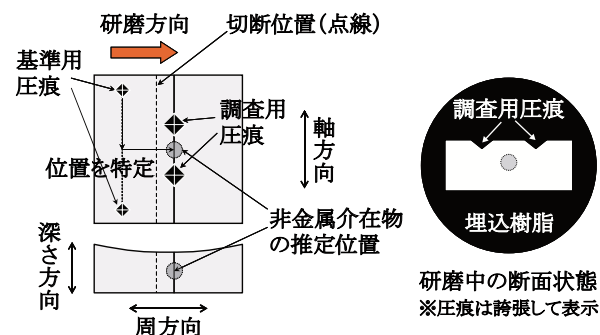 研磨方向
切断位置(点線)
基準用
圧痕
調査用
圧痕
軸方向
位置を特定
非金属介在物
の推定位置
深さ方向
周方向
調査用圧痕
埋込樹脂
研磨中の断面状態
※圧痕は誇張して表示